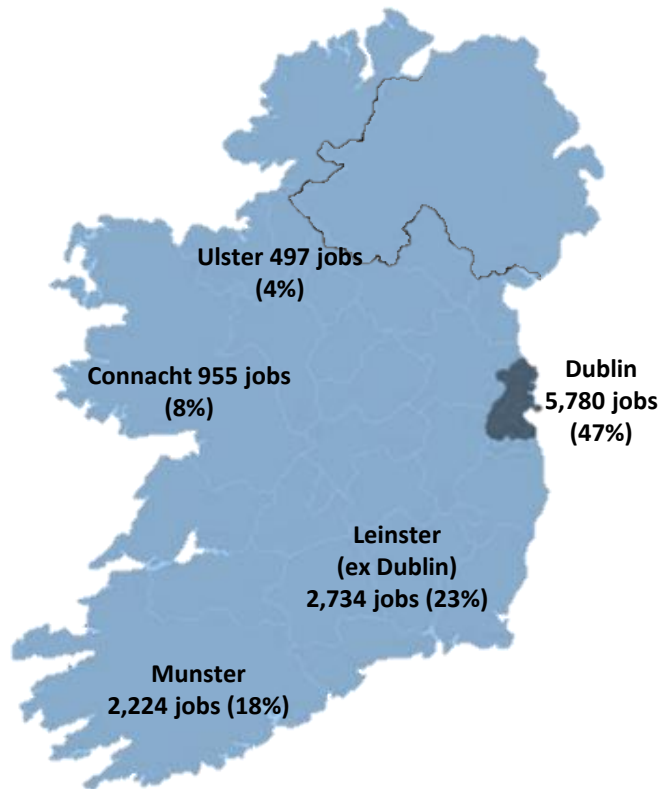 Ulster 497 jobs
(4%)
Connacht 955 jobs
(8%)
Dublin
5,780 jobs
(47%)
Leinster
(ex Dublin)
2,734 jobs (23%)
Munster
2,224 jobs (18%)